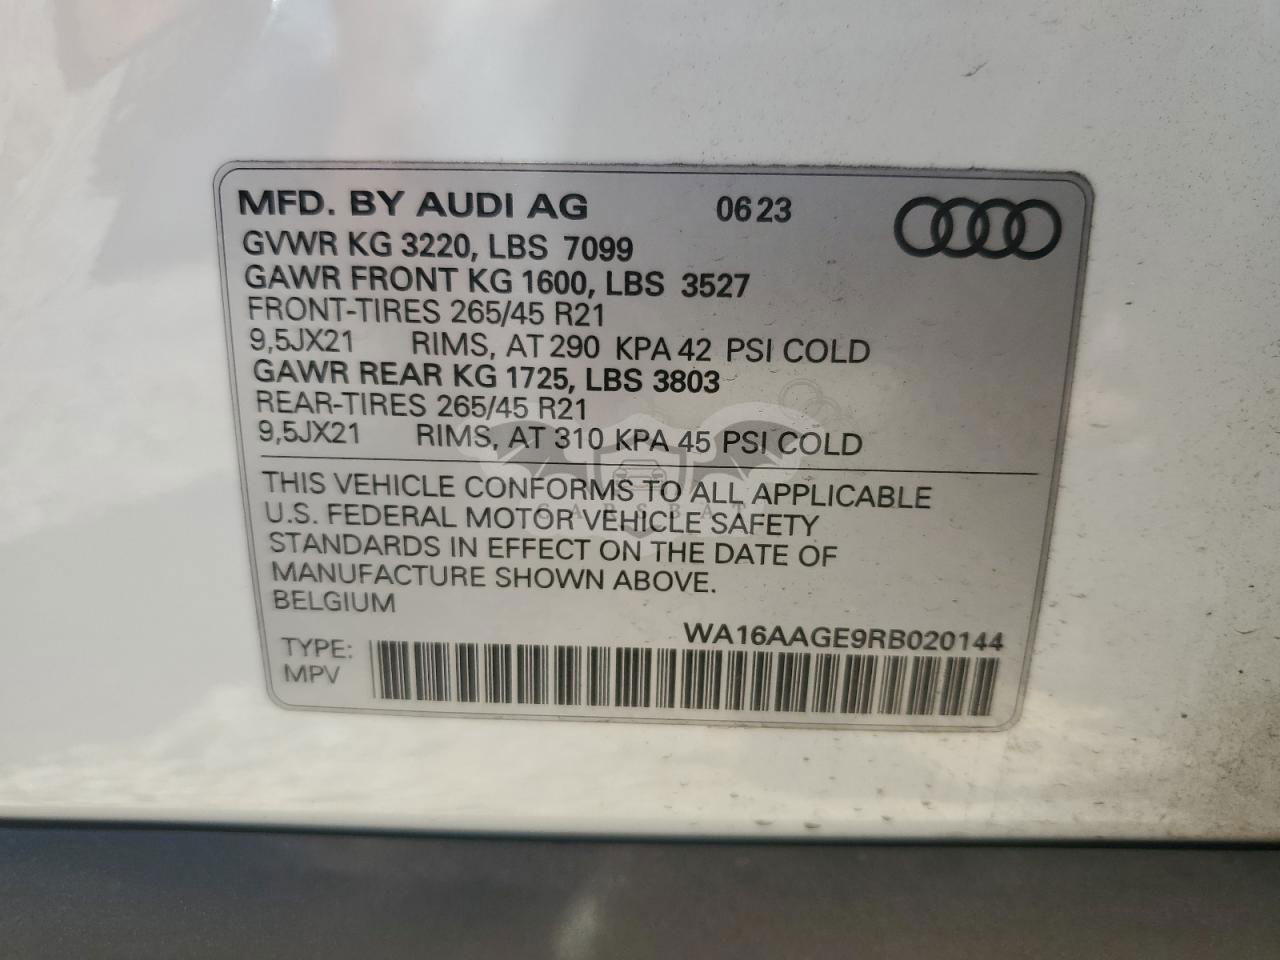 MFD. BY AUDI AG 0623
GVWR KG 3220, LBS 7099
GAWR FRONT KG 1600, LBS 3527
FRONT-TIRES 265/45 R21
9,5JX21 RIMS, AT 290 KPA 42 PSI COLD
GAWR REAR KG 1725, LBS 3803
REAR-TIRES 265/45 R21
9,5JX21 RIMS, AT 310 KPA 45 PSI COLD
THIS VEHICLE CONFORMS TO ALL APPLICABLE
U.S. FEDERAL MOTOR VEHICLE SAFETY
CARSBAT
STANDARDS IN EFFECT ON THE DATE OF
MANUFACTURE SHOWN ABOVE.
BELGIUM
WA16AAGE9RB020144
TYPE:
MPV